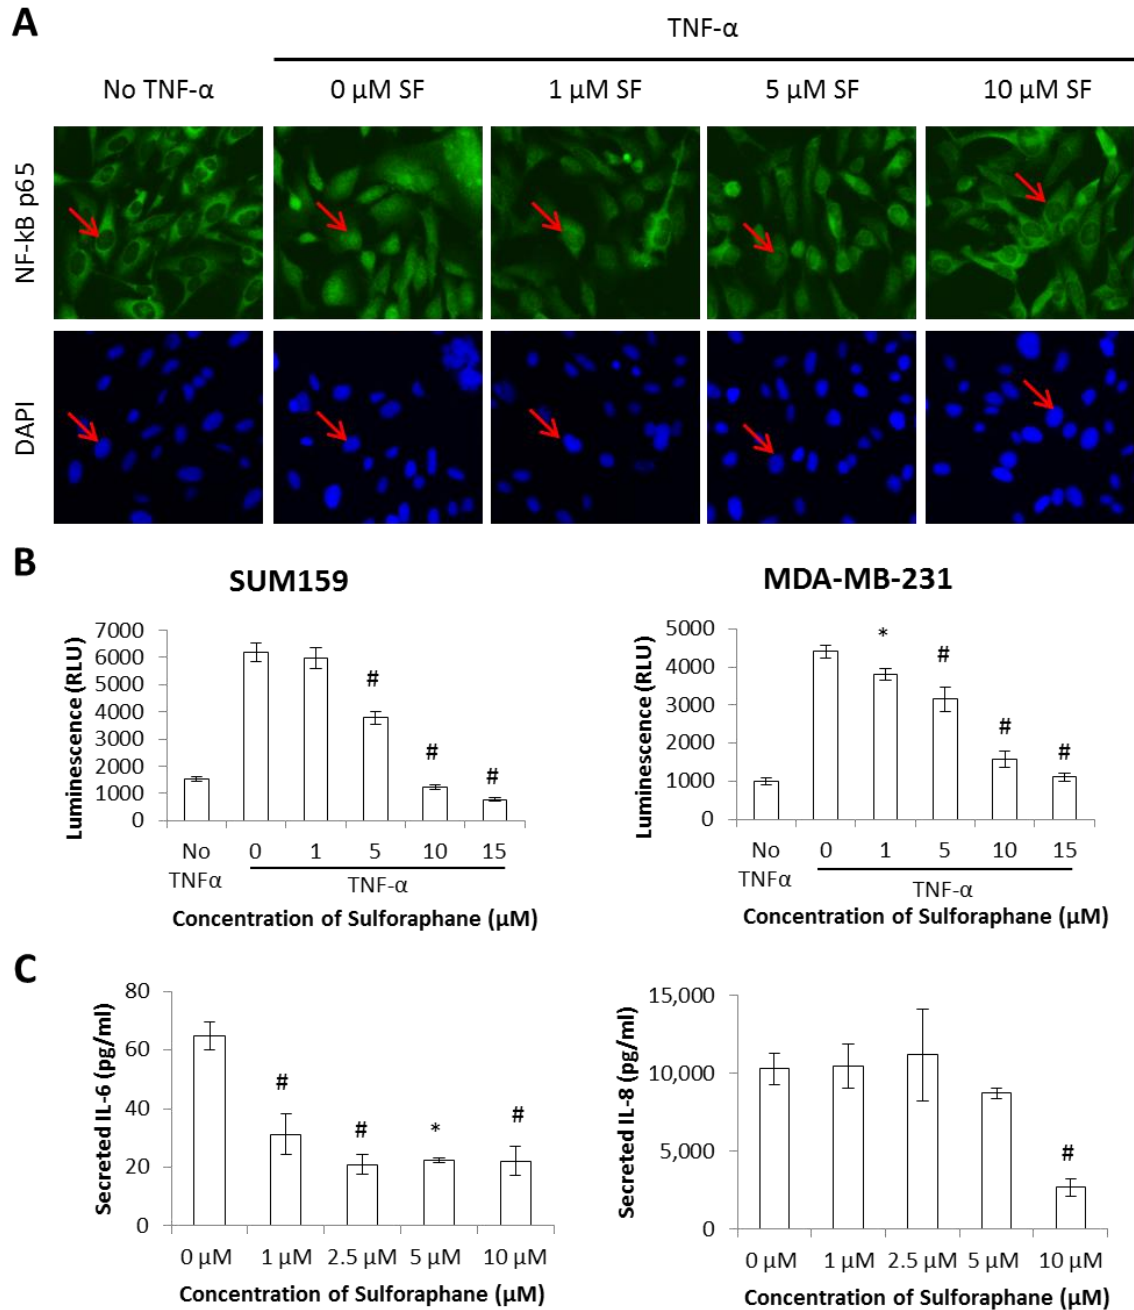 A
TNF-α
No TNF-α
0 μM SF
1 μM SF
5 μM SF
10 μM SF
NF-kB p65
DAPI
B
SUM159
Luminescence (RLU)
7000
6000
5000
4000
3000
2000
1000
0
#
#
#
No TNFα
0
1
5
10
15
TNF-α
Concentration of Sulforaphane (μM)
MDA-MB-231
Luminescence (RLU)
5000
4000
3000
2000
1000
0
*
#
#
#
No TNFα
0
1
5
10
15
TNF-α
Concentration of Sulforaphane (μM)
C
Secreted IL-6 (pg/ml)
80
60
40
20
0
#
#
*
#
0 μM
1 μM
2.5 μM
5 μM
10 μM
Concentration of Sulforaphane (μM)
Secreted IL-8 (pg/ml)
15,000
10,000
5,000
0
#
0 μM
1 μM
2.5 μM
5 μM
10 μM
Concentration of Sulforaphane (μM)